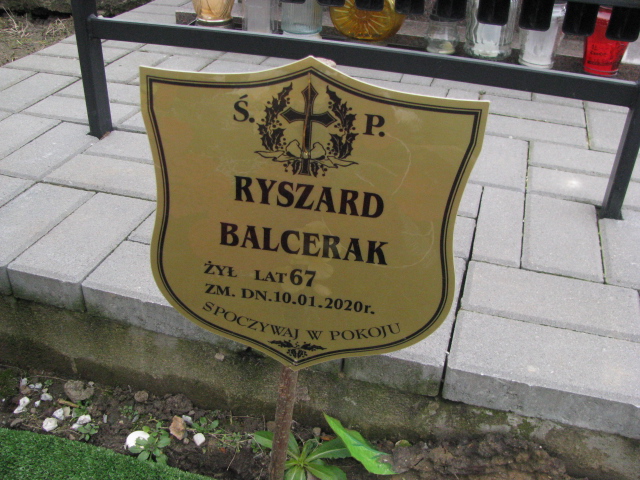 Ś. P.
RYSZARD
BALCERAK
ŻYŁ LAT 67
ZM. DN. 10.01.2020r.
SPOCZYWAJ W POKOJU